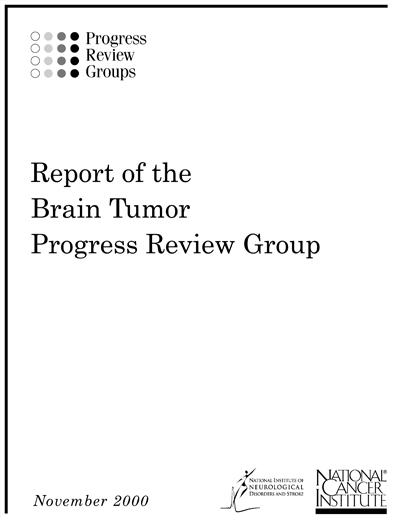 Progress
Review
Groups
Report of the
Brain Tumor
Progress Review Group
November 2000
NATIONAL INSTITUTE OF
NEUROLOGICAL
DISORDERS AND STROKE
NATIONAL®
CANCER
INSTITUTE